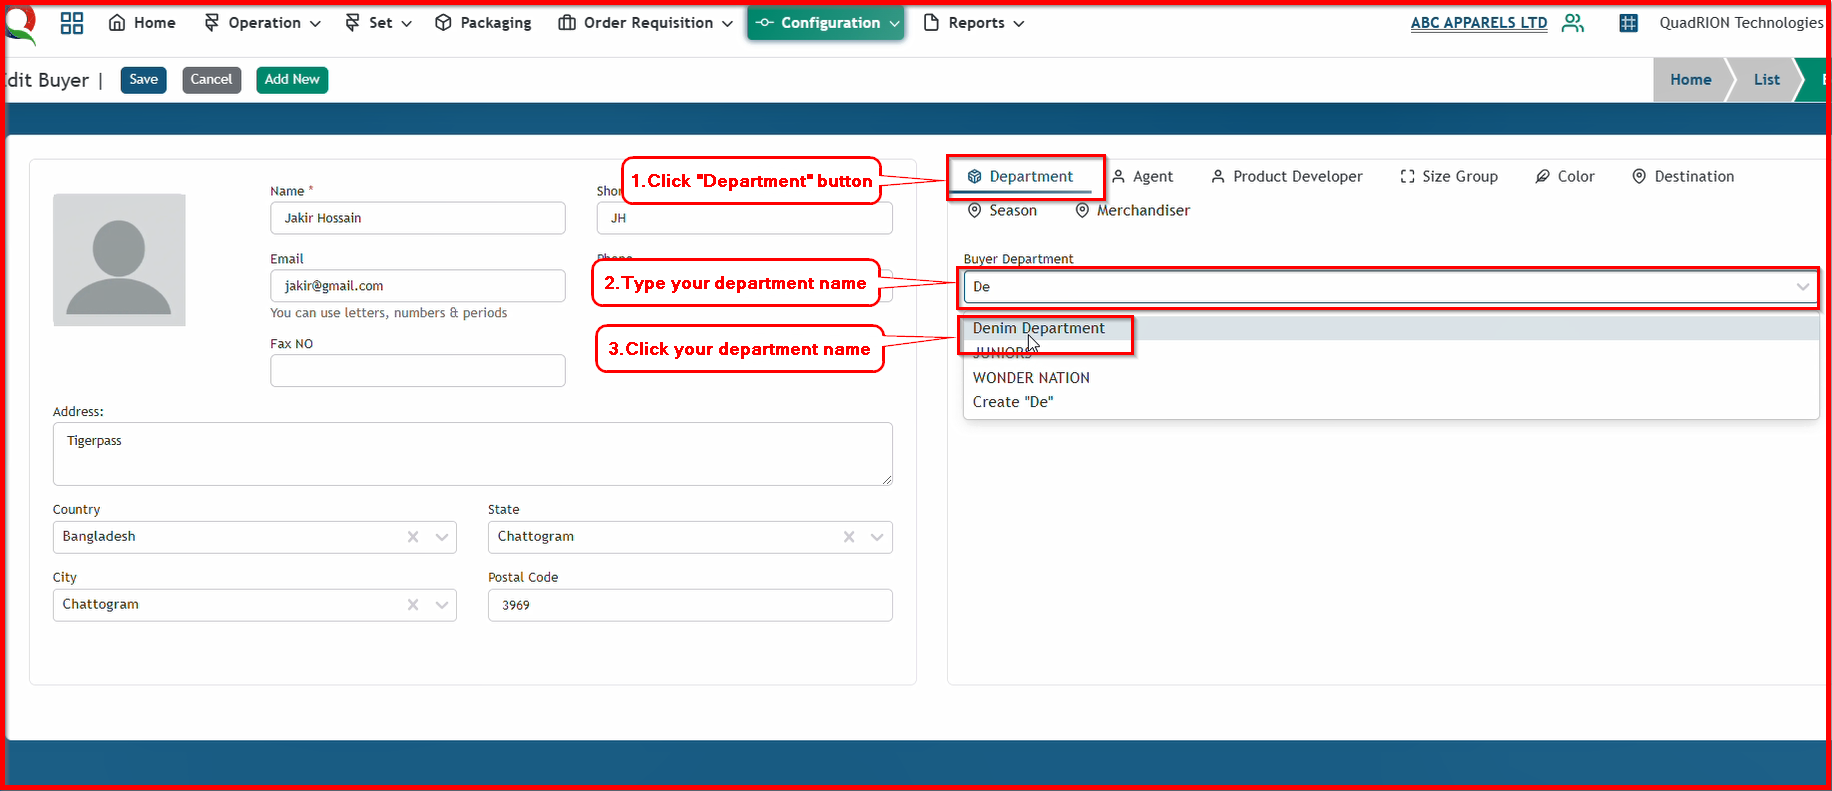 Home
Operation
Set
Packaging
Order Requisition
Configuration
Reports
ABC APPARELS LTD
QuadRION Technologies
dit Buyer |
Save
Cancel
Add New
Home
List
Name *
Jakir Hossain
Shor
JH
Email
jakir@gmail.com
You can use letters, numbers & periods
Phone
Fax NO
Address:
Tigerpass
Country
Bangladesh
State
Chattogram
City
Chattogram
Postal Code
3969
1.Click "Department" button
2.Type your department name
3.Click your department name
Department
Agent
Product Developer
Size Group
Color
Destination
Season
Merchandiser
Buyer Department
De
Denim Department
JUNIORS
WONDER NATION
Create "De"